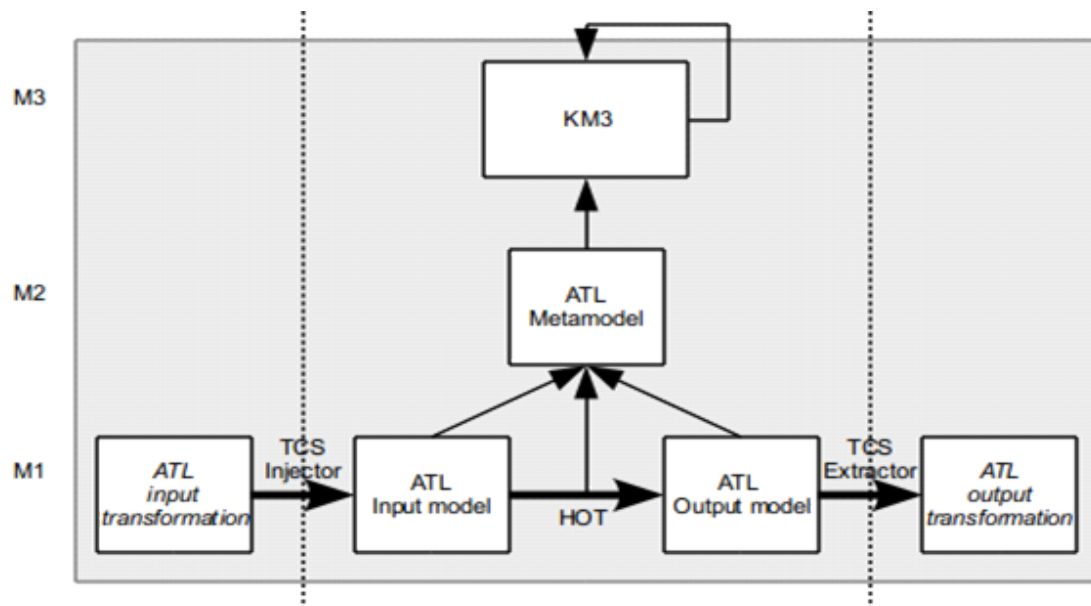 M3
KM3
M2
ATL
Metamodel
M1
ATL
input
transformation
TCS
Injector
ATL
Input model
HOT
ATL
Output model
TCS
Extractor
ATL
output
transformation